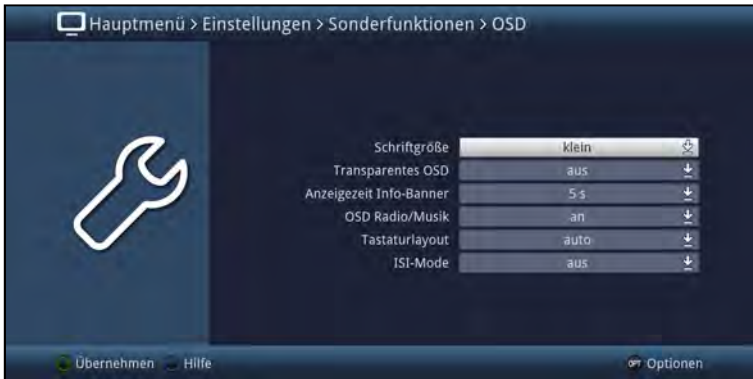 Hauptmenü > Einstellungen > Sonderfunktionen > OSD
Schriftgröße klein
Transparentes OSD aus
Anzeigezeit Info-Banner 5 s
OSD Radio/Musik an
Tastaturlayout auto
ISI-Mode aus
Übernehmen Hilfe OPT Optionen